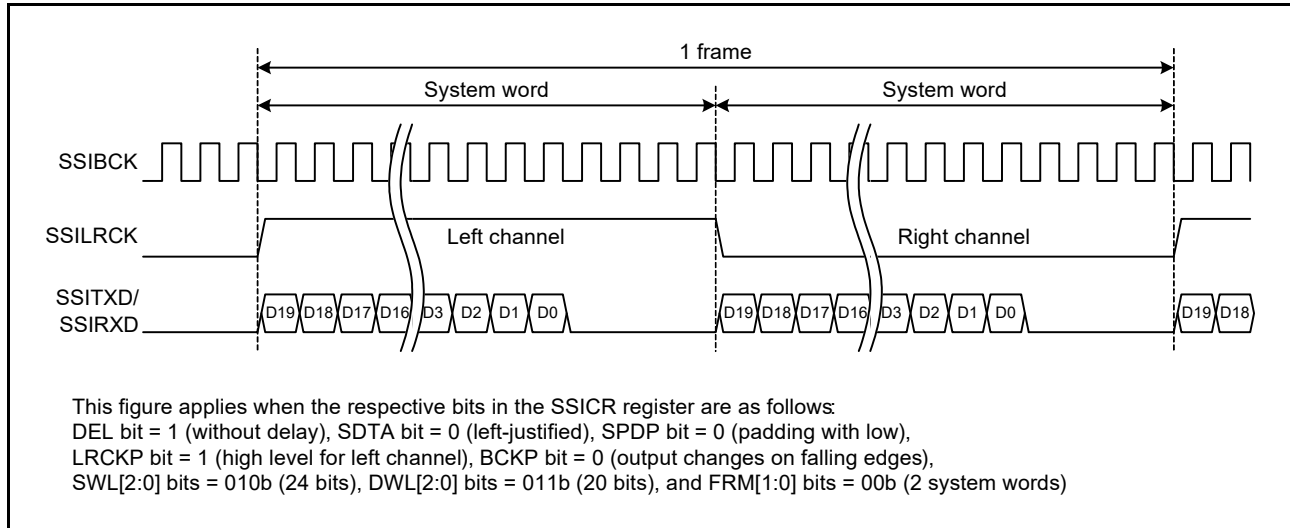 1 frame
System word System word
SSIBCK
SSILRCK Left channel Right channel
SSITXD/
SSIRXD D19 D18 D17 D16 D3 D2 D1 D0 D19 D18 D17 D16 D3 D2 D1 D0 D19 D18
This figure applies when the respective bits in the SSICR register are as follows:
DEL bit = 1 (without delay), SDTA bit = 0 (left-justified), SPDP bit = 0 (padding with low),
LRCKP bit = 1 (high level for left channel), BCKP bit = 0 (output changes on falling edges),
SWL[2:0] bits = 010b (24 bits), DWL[2:0] bits = 011b (20 bits), and FRM[1:0] bits = 00b (2 system words)